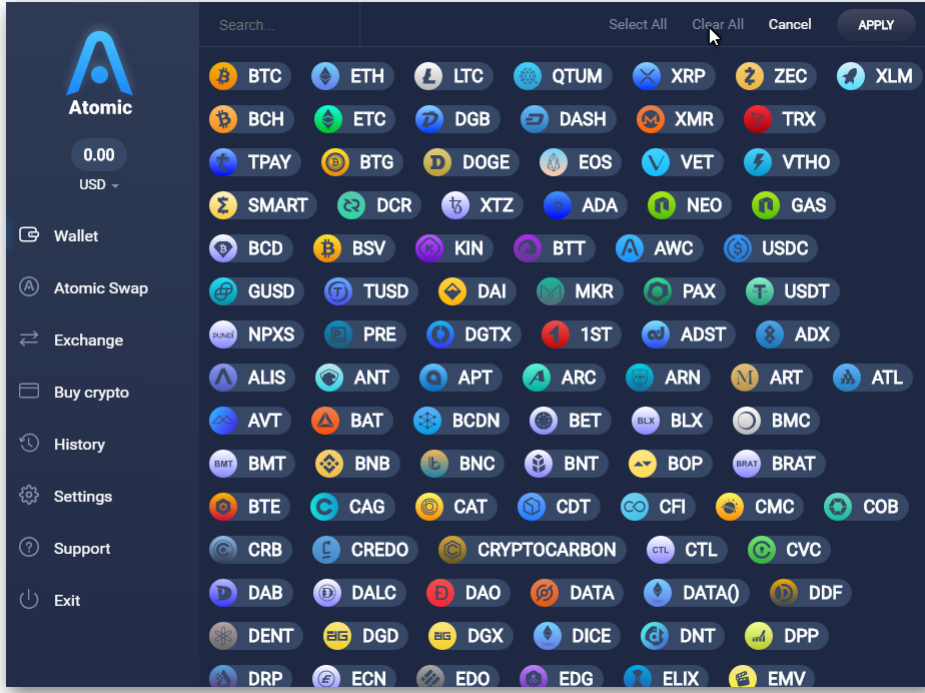 Search... Select All Clear All Cancel APPLY
Atomic
0.00
USD
Wallet
Atomic Swap
Exchange
Buy crypto
History
Settings
Support
Exit
BTC ETH LTC QTUM XRP ZEC XLM
BCH ETC DGB DASH XMR TRX
TPAY BTG DOGE EOS VET VTHO
SMART DCR XTZ ADA NEO GAS
BCD BSV KIN BTT AWC USDC
GUSD TUSD DAI MKR PAX USDT
PUNDI NPXS PRE DGTX 1ST ADST ADX
ALIS ANT APT ARC ARN ART ATL
AVT BAT BCDN BET BLX BLX BMC
BMT BMT BNB BNC BNT BOP BRAT BRAT
BTE CAG CAT CDT CFI CMC COB
CRB CREDO CRYPTOCARBON CTL CTL CVC
DAB DALC DAO DATA DATA() DDF
DENT DGD DGX DICE DNT DPP
DRP ECN EDO EDG ELIX EMV